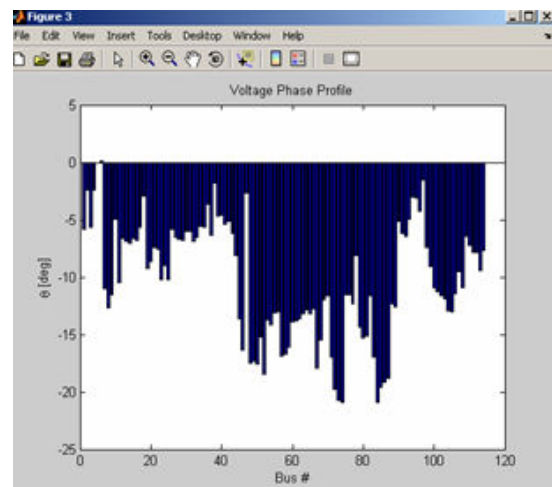 Figure 3
File Edit View Insert Tools Desktop Window Help
Voltage Phase Profile
5
0
-5
-10
-15
-20
-25
θ [deg]
0 20 40 60 80 100 120
Bus #